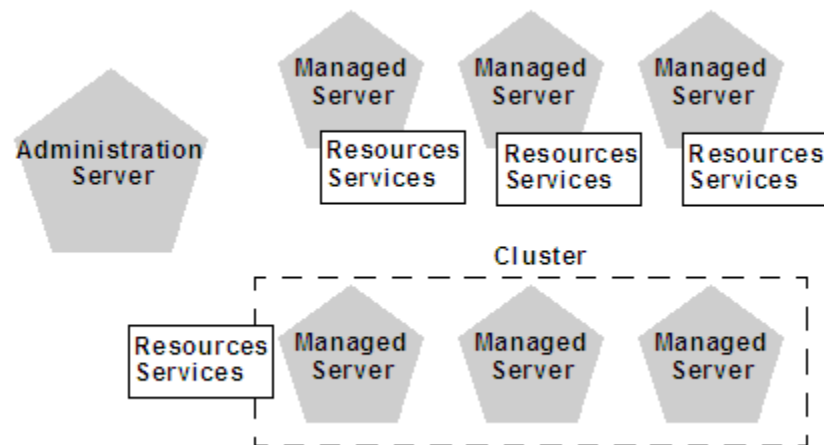 Managed
Server
Managed
Server
Managed
Server
Administration
Server
Resources
Services
Resources
Services
Resources
Services
Cluster
Resources
Services
Managed
Server
Managed
Server
Managed
Server